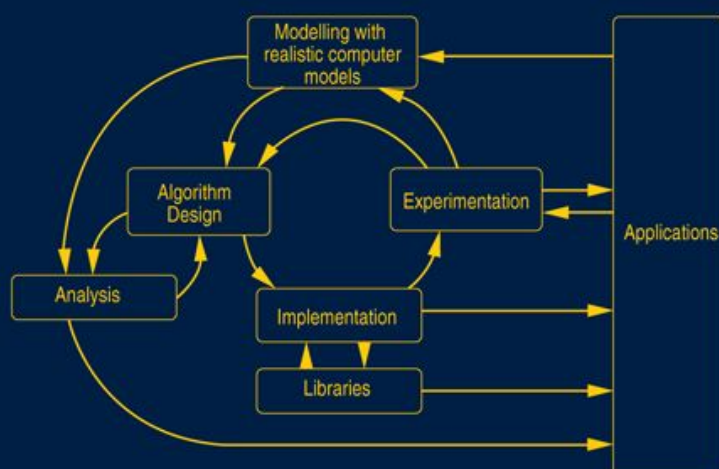 Modelling with
realistic computer
models
Algorithm
Design
Experimentation
Applications
Analysis
Implementation
Libraries